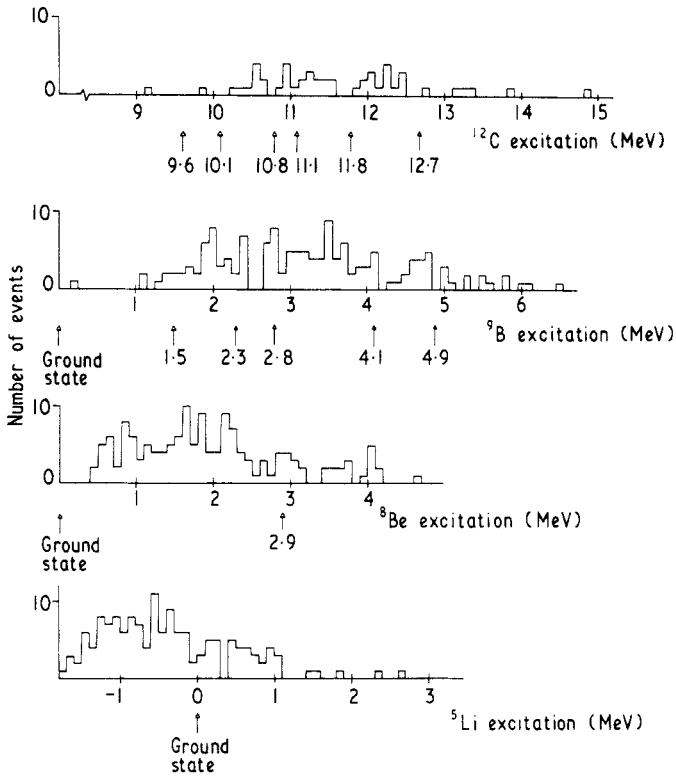 10
0
9 10 11 12 13 14 15
9·6 10·1 10·8 11·1 11·8 12·7
¹²C excitation (MeV)
10
0
1 2 3 4 5 6
Ground state 1·5 2·3 2·8 4·1 4·9
⁹B excitation (MeV)
Number of events
10
0
1 2 3 4
⁸Be excitation (MeV)
Ground state 2·9
10
-1 0 1 2 3
⁵Li excitation (MeV)
Ground
state